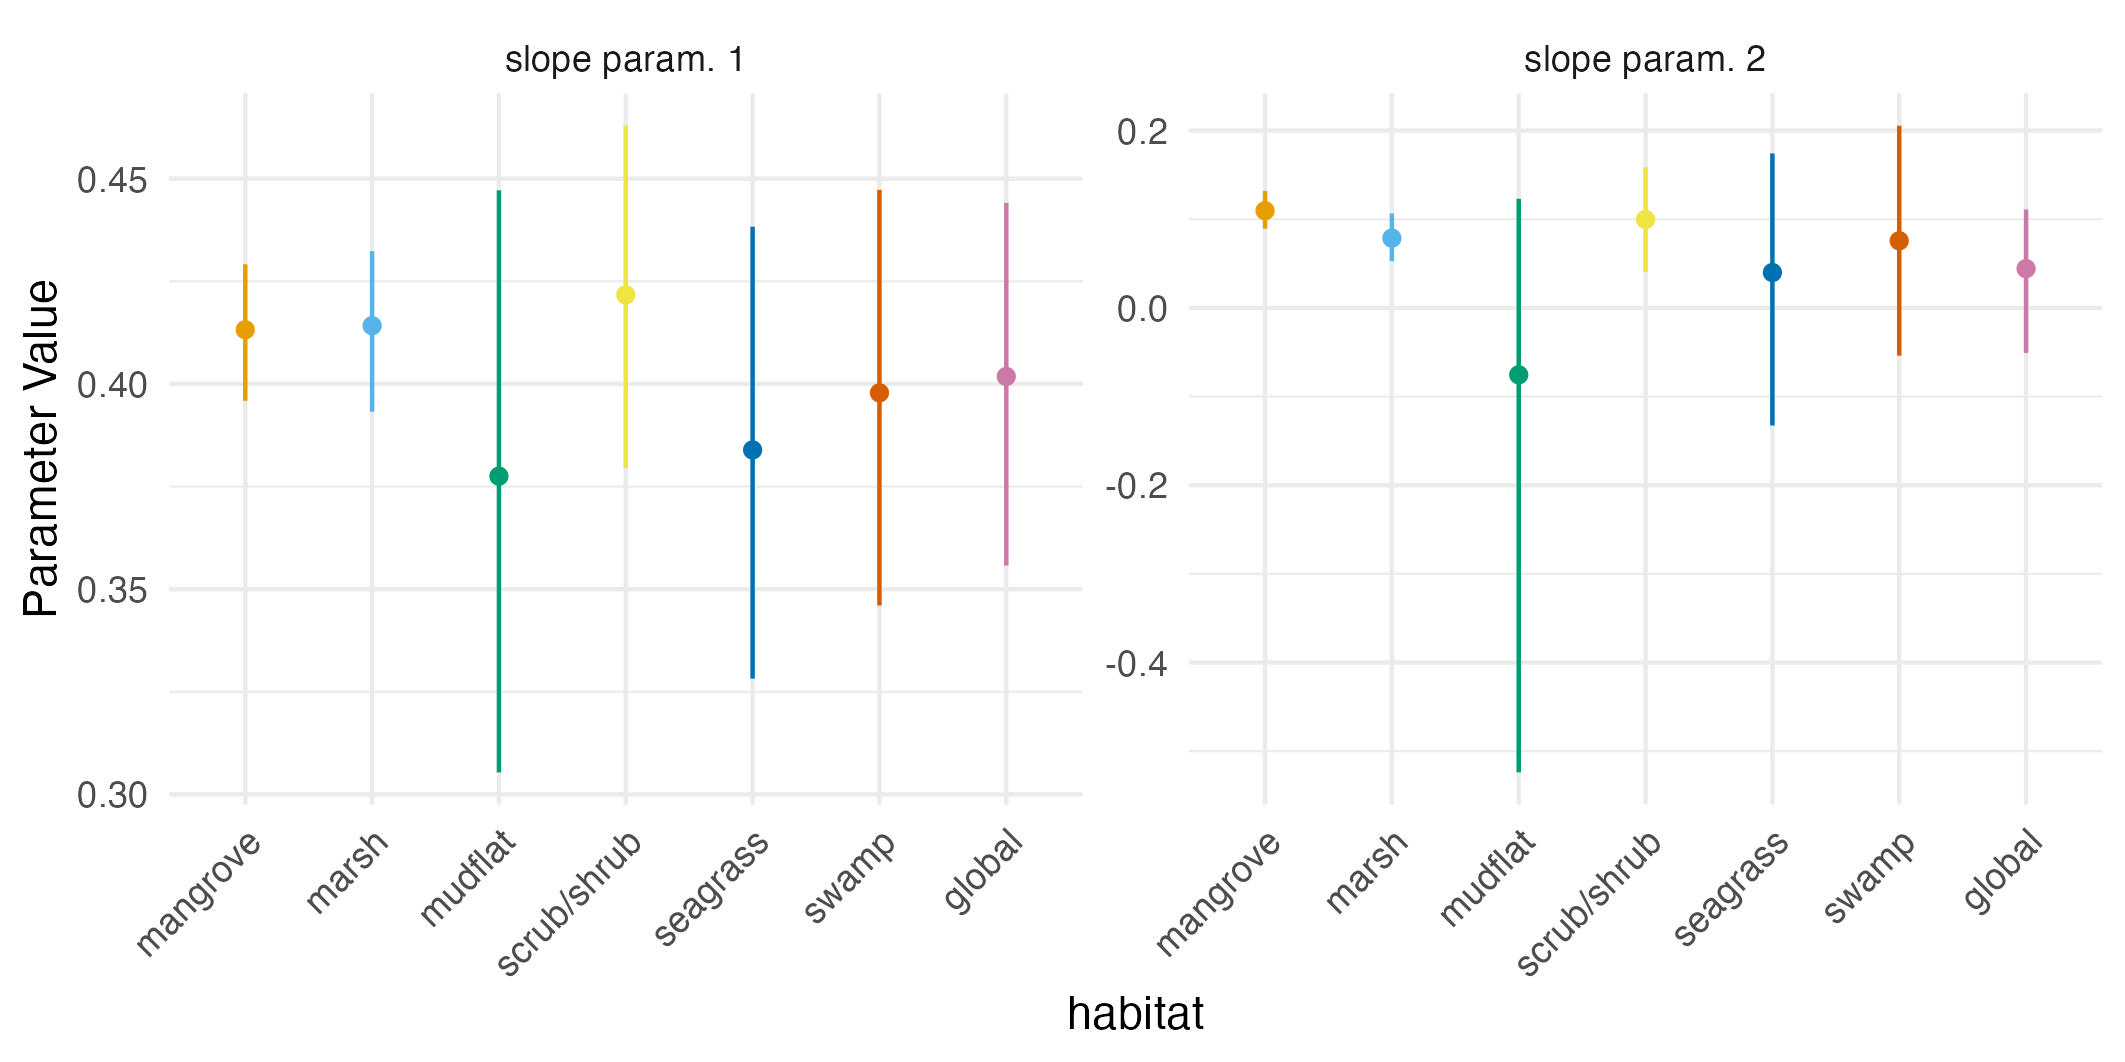 slope param. 1
slope param. 2
Parameter Value
0.45
0.40
0.35
0.30
0.2
0.0
-0.2
-0.4
mangrove
marsh
mudflat
scrub/shrub
seagrass
swamp
global
mangrove
marsh
mudflat
scrub/shrub
seagrass
swamp
global
habitat